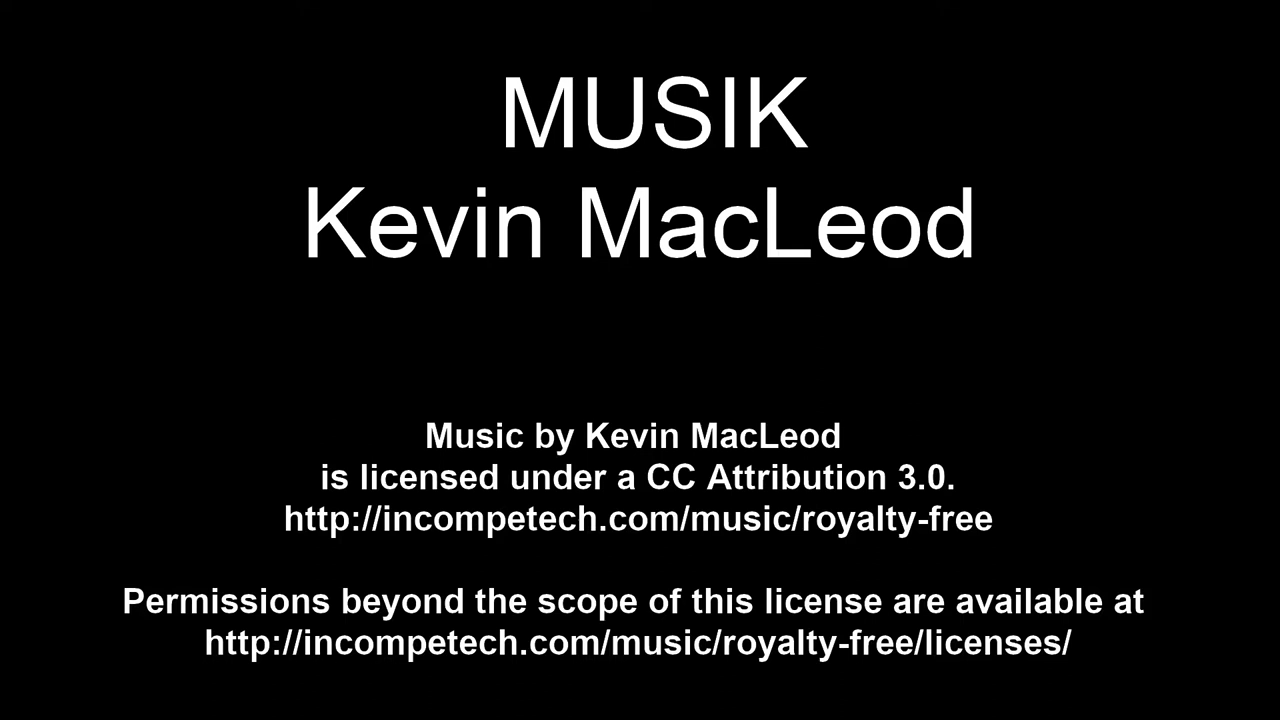 MUSIK
Kevin MacLeod
Music by Kevin MacLeod
is licensed under a CC Attribution 3.0.
http://incompetech.com/music/royalty-free
Permissions beyond the scope of this license are available at
http://incompetech.com/music/royalty-free/licenses/